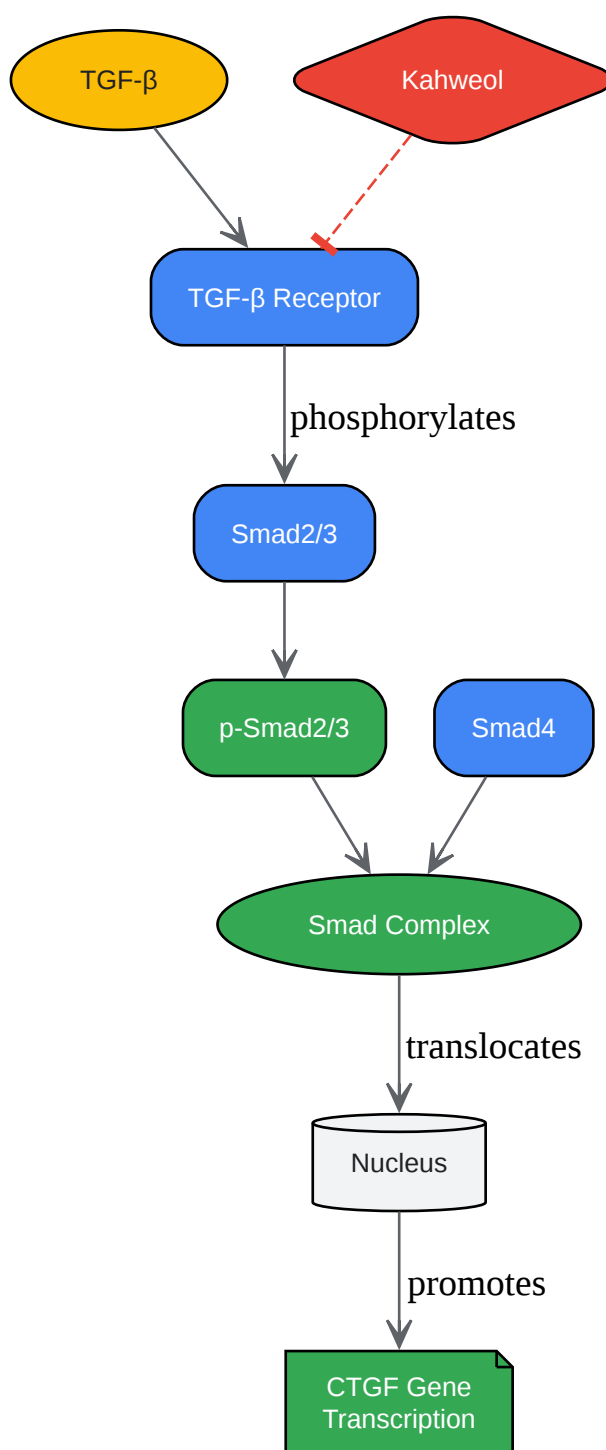 TGF-β
Kahweol
TGF-β Receptor
phosphorylates
Smad2/3
p-Smad2/3
Smad4
Smad Complex
translocates
Nucleus
promotes
CTGF Gene
Transcription